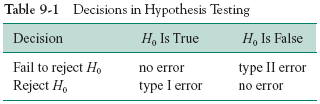 Table 9-1 Decisions in Hypothesis Testing
Decision H₀ Is True H₀ Is False
Fail to reject H₀ no error type II error
Reject H₀ type I error no error